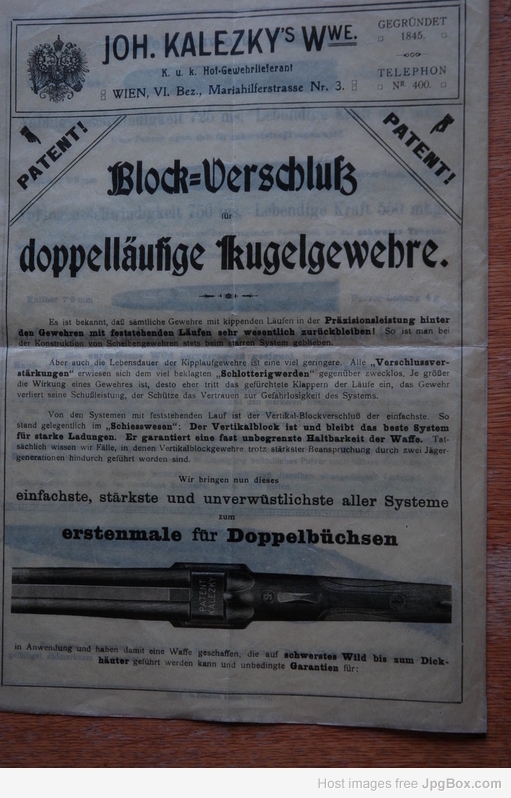 JOH. KALEZKY'S WWE.
K. u. k. Hof-Gewehrlieferant
WIEN, VI. Bez., Mariahilferstrasse Nr. 3.
GEGRÜNDET
1845.
TELEPHON
NR 400.
PATENT!
PATENT!
Block=Verschluß
für
doppelläufige Kugelgewehre.
Es ist bekannt, daß sämtliche Gewehre mit kippenden Läufen in der Präzisionsleistung hinter
den Gewehren mit feststehenden Läufen sehr wesentlich zurückbleiben! So ist man bei
der Konstruktion von Scheibengewehren stets beim starren System geblieben.
Aber auch die Lebensdauer der Kipplaufgewehre ist eine viel geringere. Alle „Verschlussver-
stärkungen" erwiesen sich dem viel beklagten „Schlotterigwerden" gegenüber zwecklos. Je größer
die Wirkung eines Gewehres ist, desto eher tritt das gefürchtete Klappern der Läufe ein, das Gewehr
verliert seine Schußleistung, der Schütze das Vertrauen zur Gefahrlosigkeit des Systems.
Von den Systemen mit feststehenden Lauf ist der Vertikal-Blockverschluß der einfachste. So
stand gelegentlich im „Schiesswesen": Der Vertikalblock ist und bleibt das beste System
für starke Ladungen. Er garantiert eine fast unbegrenzte Haltbarkeit der Waffe. Tat-
sächlich wissen wir Fälle, in denen Vertikalblockgewehre trotz stärkster Beanspruchung durch zwei Jäger-
generationen hindurch geführt worden sind.
Wir bringen nun dieses
einfachste, stärkste und unverwüstlichste aller Systeme
zum
erstenmale für Doppelbüchsen
PATENT
KALEZKY
in Anwendung und haben damit eine Waffe geschaffen, die auf schwerstes Wild bis zum Dick-
häuter geführt werden kann und unbedingte Garantien für:
Host images free JpgBox.com